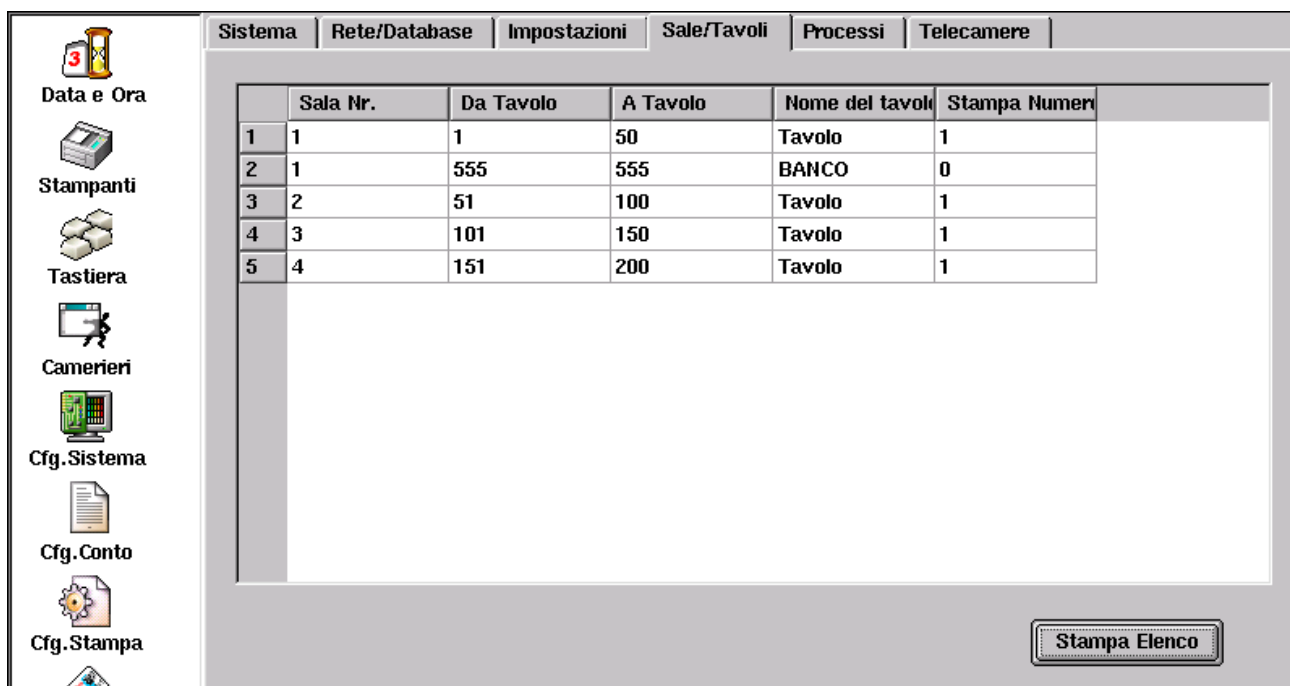 Sistema Rete/Database Impostazioni Sale/Tavoli Processi Telecamere
3
Data e Ora
Stampanti
Tastiera
Camerieri
Cfg.Sistema
Cfg.Conto
Cfg.Stampa
Sala Nr. Da Tavolo A Tavolo Nome del tavolo Stampa Numero
1 1 1 50 Tavolo 1
2 1 555 555 BANCO 0
3 2 51 100 Tavolo 1
4 3 101 150 Tavolo 1
5 4 151 200 Tavolo 1
Stampa Elenco